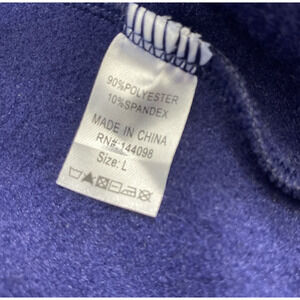 90%POLYESTER
10%SPANDEX
MADE IN CHINA
RN# 144098
Size: L